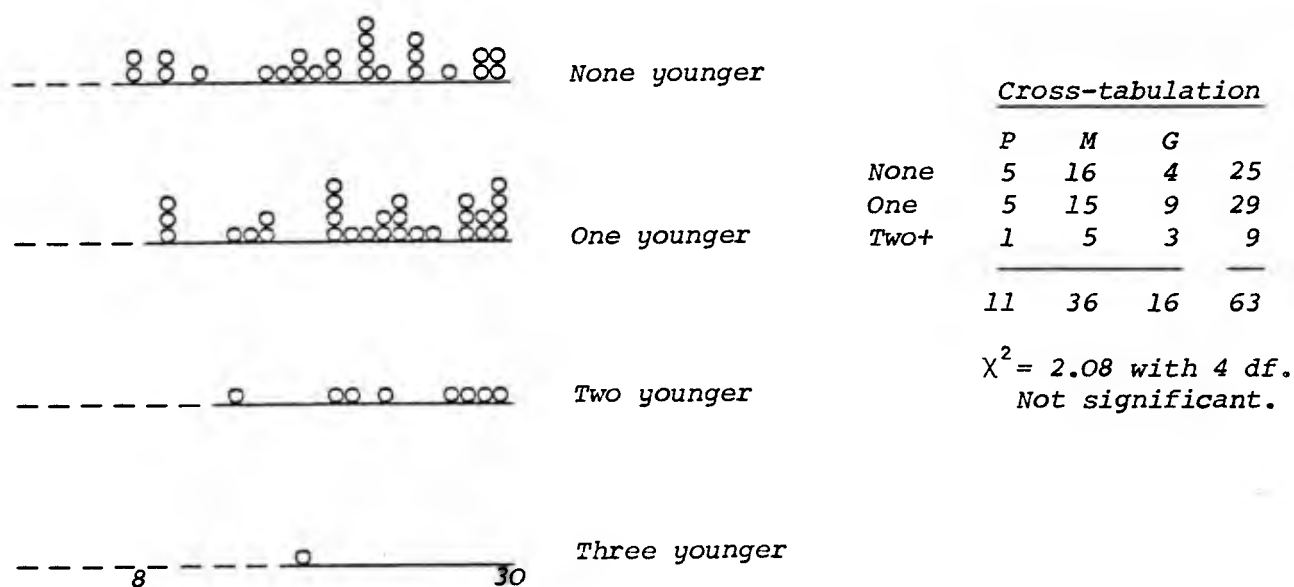 None younger
One younger
Two younger
Three younger
8 30
Cross-tabulation
P M G
None 5 16 4 25
One 5 15 9 29
Two+ 1 5 3 9
11 36 16 63
χ² = 2.08 with 4 df.
Not significant.